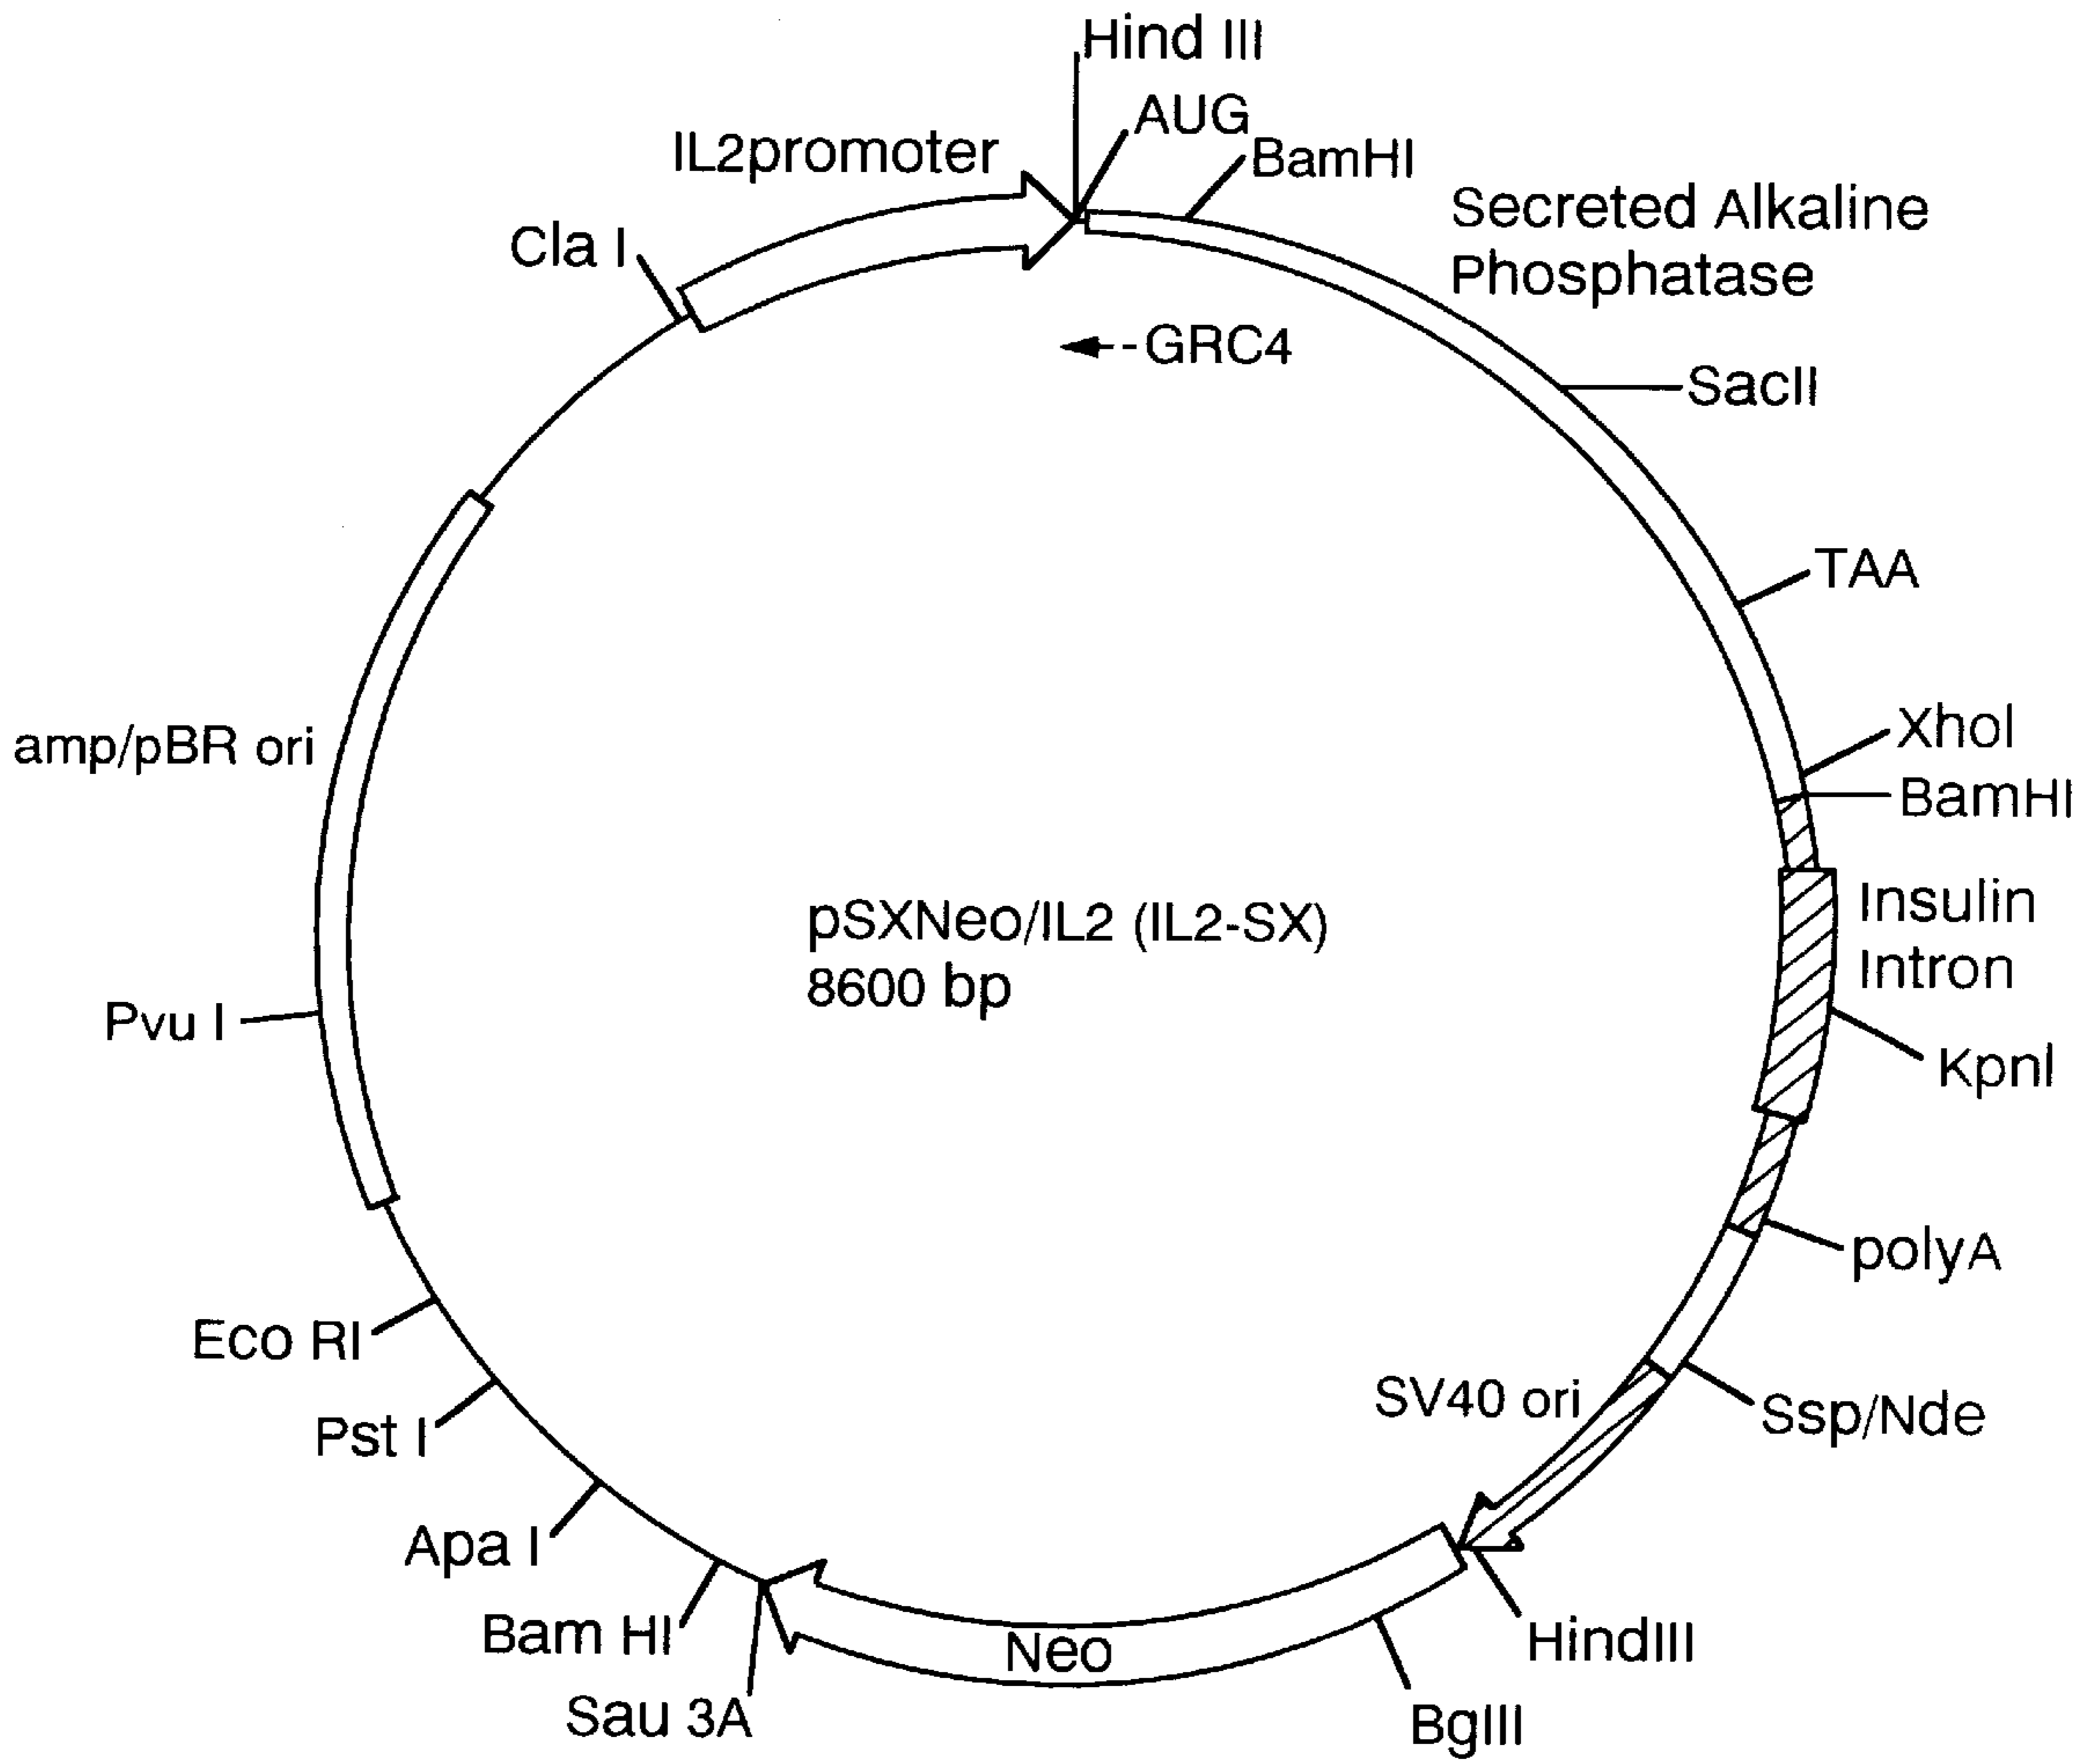 Hind III
AUG
IL2promoter
BamHI
Secreted Alkaline
Phosphatase
Cla I
GRC4
SacII
TAA
XhoI
amp/pBR ori
BamHI
pSXNeo/IL2 (IL2-SX)
8600 bp
Insulin
Intron
Pvu I
KpnI
polyA
Eco RI
SV40 ori
Ssp/Nde
Pst I
Apa I
Bam HI
Neo
HindIII
Sau 3A
BglII